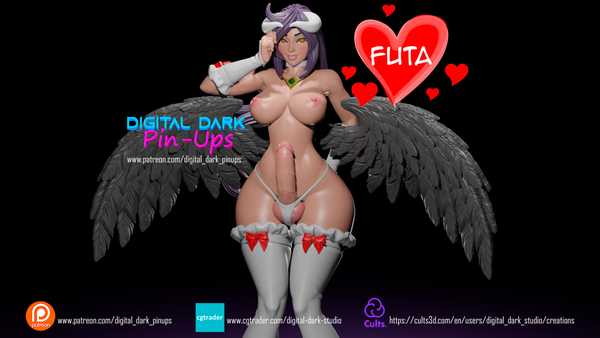 FUTA
DIGITAL DARK
Pin-Ups
www.patreon.com/digital_dark_pinups
patreon
www.patreon.com/digital_dark_pinups
cgtrader
www.cgtrader.com/digital-dark-studio
Cults.
https://cults3d.com/en/users/digital_dark_studio/creations